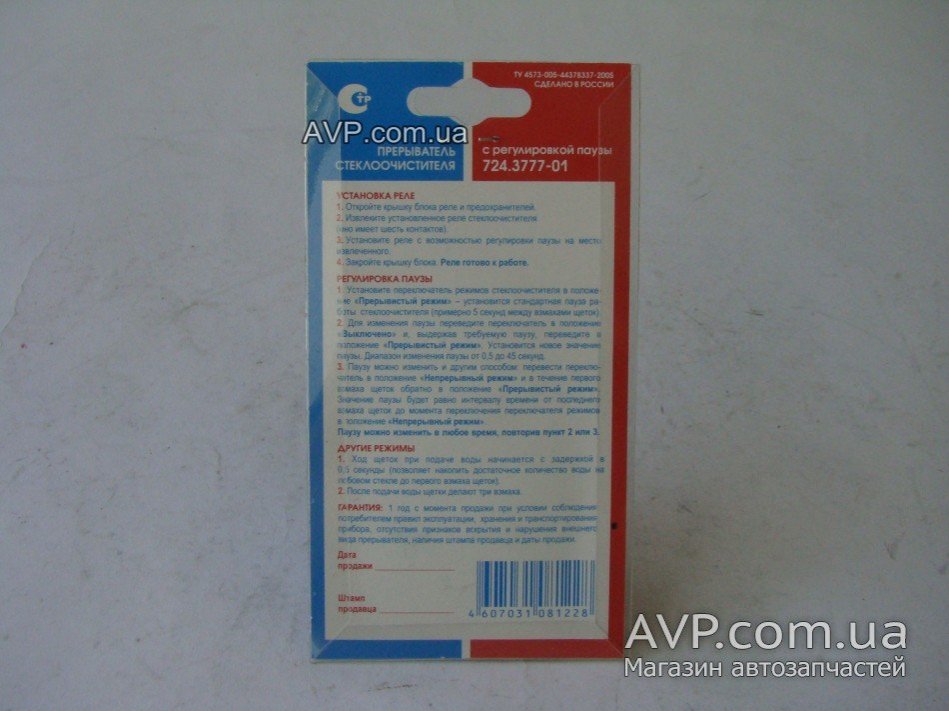 ТУ 4573-005-44378337-2005
СДЕЛАНО В РОССИИ
СТР
AVP.com.ua
ПРЕРЫВАТЕЛЬ
СТЕКЛООЧИСТИТЕЛЯ
с регулировкой паузы
724.3777-01
УСТАНОВКА РЕЛЕ
1. Откройте крышку блока реле и предохранителей.
2. Извлеките установленное реле стеклоочистителя
(оно имеет шесть контактов).
3. Установите реле с возможностью регулировки паузы на место
извлеченного.
4. Закройте крышку блока. Реле готово к работе.
РЕГУЛИРОВКА ПАУЗЫ
1. Установите переключатель режимов стеклоочистителя в положе-
ние «Прерывистый режим» – установится стандартная пауза ра-
боты стеклоочистителя (примерно 5 секунд между взмахами щеток).
2. Для изменения паузы переведите переключатель в положение
«Выключено» и, выдержав требуемую паузу, переведите в
положение «Прерывистый режим». Установится новое значение
паузы. Диапазон изменения паузы от 0,5 до 45 секунд.
3. Паузу можно изменить и другим способом: перевести переклю-
читель в положение «Непрерывный режим» и в течение первого
взмаха щеток обратно в положение «Прерывистый режим».
Значение паузы будет равно интервалу времени от последнего
взмаха щеток до момента переключения переключателя режимов
в положение «Непрерывный режим».
Паузу можно изменить в любое время, повторив пункт 2 или 3.
ДРУГИЕ РЕЖИМЫ
1. Ход щеток при подаче воды начинается с задержкой в
0,5 секунды (позволяет накопить достаточное количество воды на
лобовом стекле до первого взмаха щеток).
2. После подачи воды щетки делают три взмаха.
ГАРАНТИЯ: 1 год с момента продажи при условии соблюдения
потребителем правил эксплуатации, хранения и транспортирования
прибора, отсутствия признаков вскрытия и нарушения внешнего
вида прерывателя, наличия штампа продавца и даты продажи.
Дата
продажи
Штамп
продавца
4 607031 081228
AVP.com.ua
Магазин автозапчастей